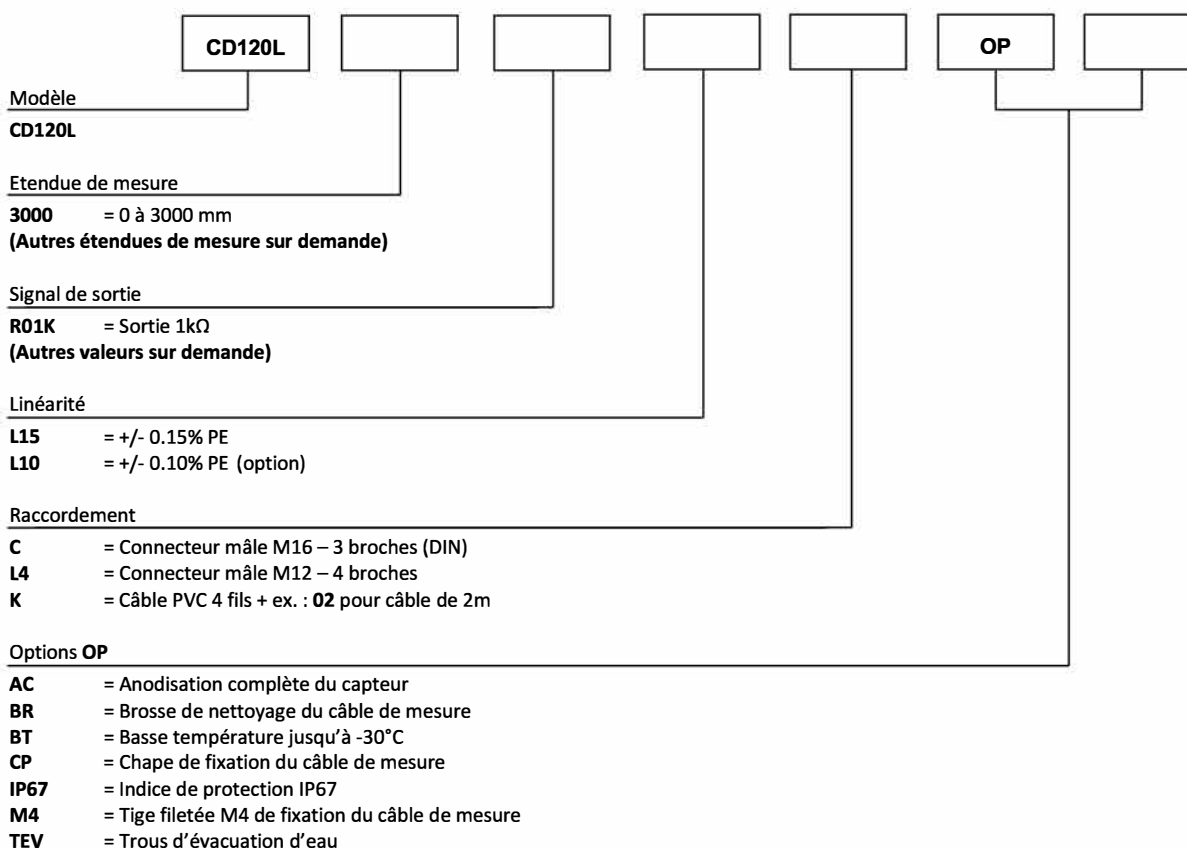 CD120L OP
Modèle
CD120L
Etendue de mesure
3000 = 0 à 3000 mm
(Autres étendues de mesure sur demande)
Signal de sortie
R01K = Sortie 1kΩ
(Autres valeurs sur demande)
Linéarité
L15 = +/- 0.15% PE
L10 = +/- 0.10% PE (option)
Raccordement
C = Connecteur mâle M16 – 3 broches (DIN)
L4 = Connecteur mâle M12 – 4 broches
K = Câble PVC 4 fils + ex. : 02 pour câble de 2m
Options OP
AC = Anodisation complète du capteur
BR = Brosse de nettoyage du câble de mesure
BT = Basse température jusqu’à -30°C
CP = Chape de fixation du câble de mesure
IP67 = Indice de protection IP67
M4 = Tige filetée M4 de fixation du câble de mesure
TEV = Trous d’évacuation d’eau